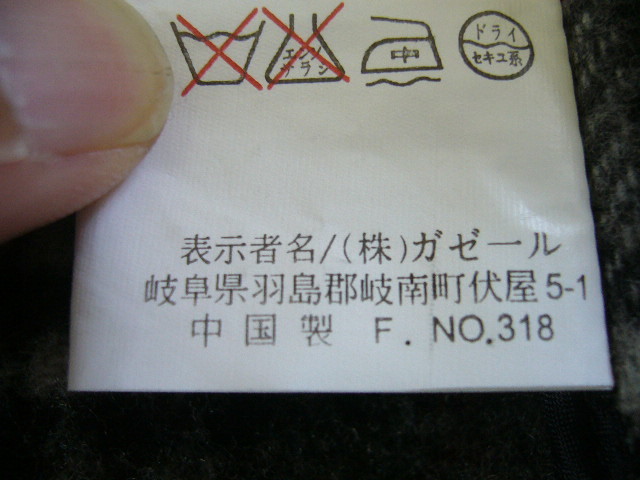 エンソ
サラシ
中
ドライ
セキユ系
表示者名/(株)ガゼール
岐阜県羽島郡岐南町伏屋5-1
中国製 F. NO.318